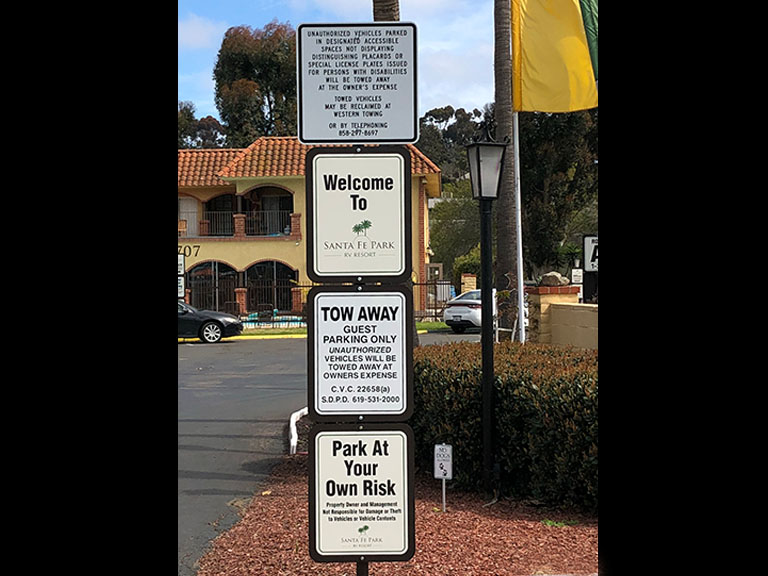 UNAUTHORIZED VEHICLES PARKED
IN DESIGNATED ACCESSIBLE
SPACES NOT DISPLAYING
DISTINGUISHING PLACARDS OR
SPECIAL LICENSE PLATES ISSUED
FOR PERSONS WITH DISABILITIES
WILL BE TOWED AWAY
AT THE OWNER'S EXPENSE
TOWED VEHICLES
MAY BE RECLAIMED AT
WESTERN TOWING
OR BY TELEPHONING
858-297-8697
Welcome
To
SANTA FE PARK
RV RESORT
TOW AWAY
GUEST
PARKING ONLY
UNAUTHORIZED
VEHICLES WILL BE
TOWED AWAY AT
OWNERS EXPENSE
C.V.C. 22658(a)
S.D.P.D. 619-531-2000
Park At
Your
Own Risk
Property Owner and Management
Not Responsible for Damage or Theft
to Vehicles or Vehicle Contents
SANTA FE PARK
RV RESORT
707
NO
DOGS